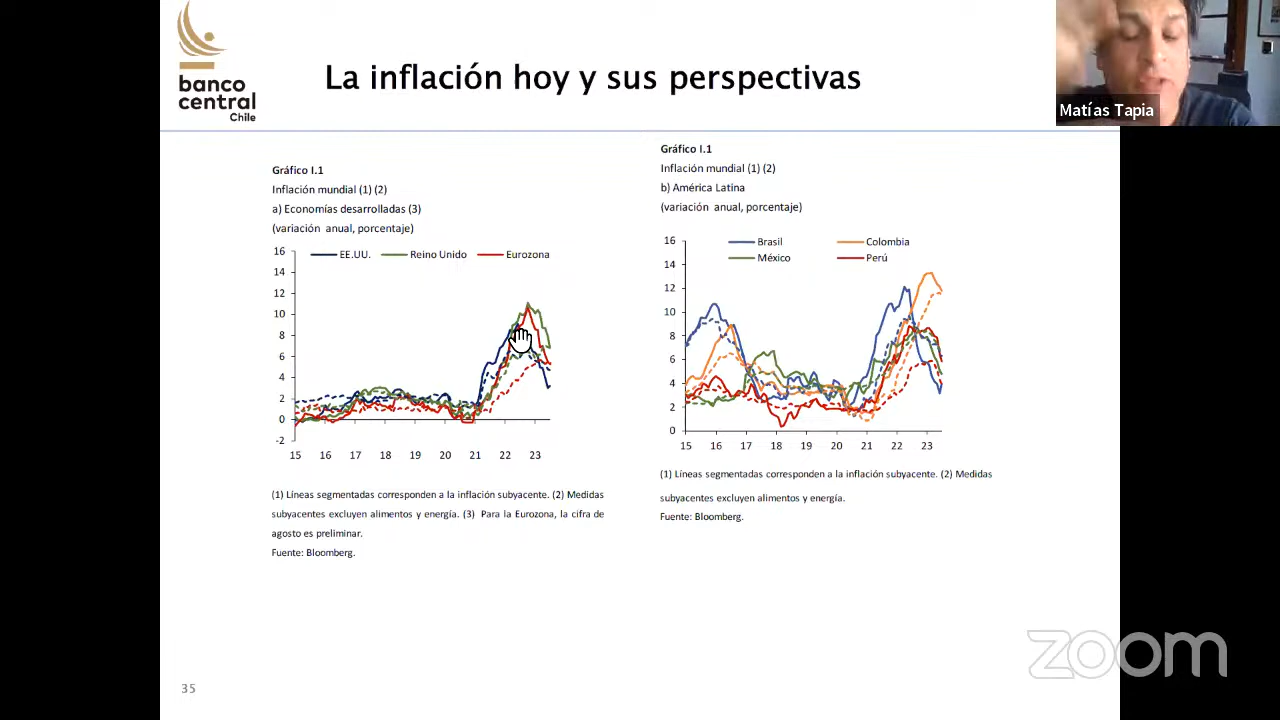 banco
central
Chile
La inflación hoy y sus perspectivas
Matías Tapia
Gráfico I.1
Inflación mundial (1) (2)
a) Economías desarrolladas (3)
(variación anual, porcentaje)
16
14
12
10
8
6
4
2
0
-2
EE.UU. Reino Unido Eurozona
15 16 17 18 19 20 21 22 23
(1) Líneas segmentadas corresponden a la inflación subyacente. (2) Medidas
subyacentes excluyen alimentos y energía. (3) Para la Eurozona, la cifra de
agosto es preliminar.
Fuente: Bloomberg.
Gráfico I.1
Inflación mundial (1) (2)
b) América Latina
(variación anual, porcentaje)
16
14
12
10
8
6
4
2
0
Brasil Colombia
México Perú
15 16 17 18 19 20 21 22 23
(1) Líneas segmentadas corresponden a la inflación subyacente. (2) Medidas
subyacentes excluyen alimentos y energía.
Fuente: Bloomberg.
zoom
35